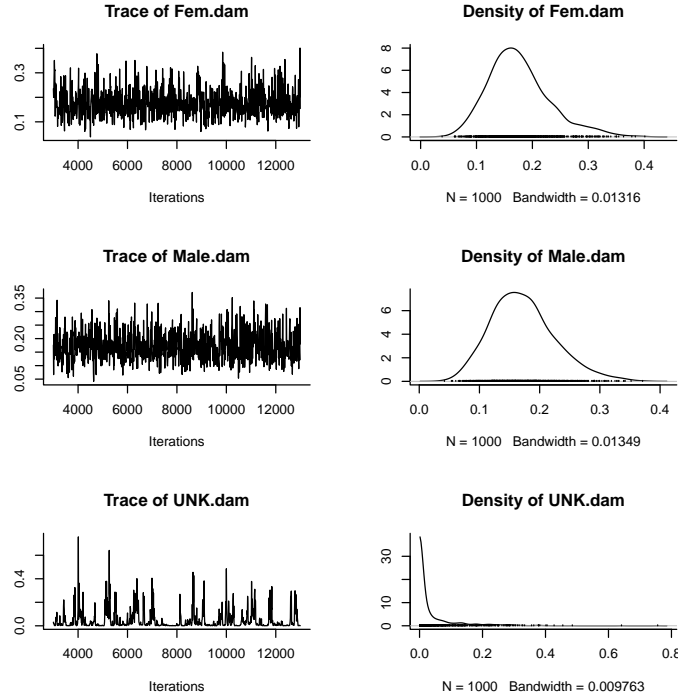 Trace of Fem.dam
0.1 0.3
4000 6000 8000 10000 12000
Iterations
Density of Fem.dam
0 2 4 6 8
0.0 0.1 0.2 0.3 0.4
N = 1000 Bandwidth = 0.01316
Trace of Male.dam
0.05 0.20 0.35
4000 6000 8000 10000 12000
Iterations
Density of Male.dam
0 2 4 6
0.0 0.1 0.2 0.3 0.4
N = 1000 Bandwidth = 0.01349
Trace of UNK.dam
0.0 0.4
4000 6000 8000 10000 12000
Iterations
Density of UNK.dam
0 10 30
0.0 0.2 0.4 0.6 0.8
N = 1000 Bandwidth = 0.009763